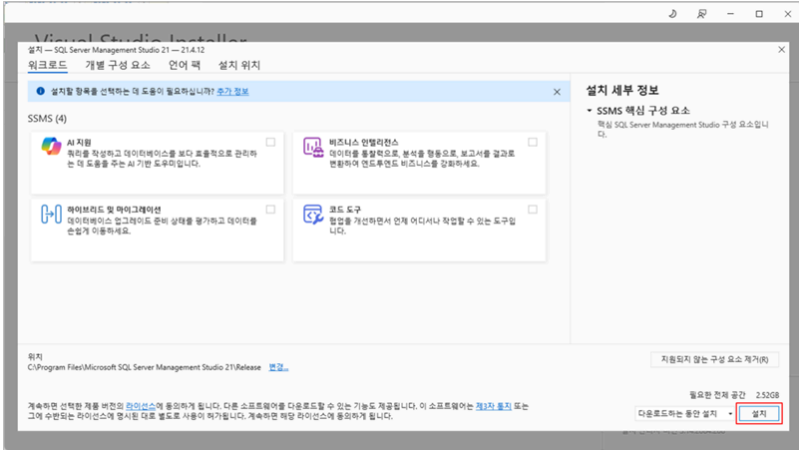 Visual Studio Installer
설치 — SQL Server Management Studio 21 — 21.4.12
워크로드 개별 구성 요소 언어 팩 설치 위치
설치할 항목을 선택하는 데 도움이 필요하십니까? 추가 정보
SSMS (4)
AI 지원
쿼리를 작성하고 데이터베이스를 보다 효율적으로 관리하
는 데 도움을 주는 AI 기반 도우미입니다.
비즈니스 인텔리전스
데이터를 통찰력으로, 분석을 행동으로, 보고서를 결과로
변환하여 엔드투엔드 비즈니스를 강화하세요.
하이브리드 및 마이그레이션
데이터베이스 업그레이드 준비 상태를 평가하고 데이터를
손쉽게 이동하세요.
코드 도구
협업을 개선하면서 언제 어디서나 작업할 수 있는 도구입
니다.
설치 세부 정보
SSMS 핵심 구성 요소
핵심 SQL Server Management Studio 구성 요소입니
다.
위치
C:\Program Files\Microsoft SQL Server Management Studio 21\Release 변경...
지원되지 않는 구성 요소 제거(R)
필요한 전체 공간 2.52GB
계속하면 선택한 제품 버전의 라이선스에 동의하게 됩니다. 다른 소프트웨어를 다운로드할 수 있는 기능도 제공됩니다. 이 소프트웨어는 제3자 통지 또는
그에 수반되는 라이선스에 명시된 대로 별도로 사용이 허가됩니다. 계속하면 해당 라이선스에 동의하게 됩니다.
다운로드하는 동안 설치 설치